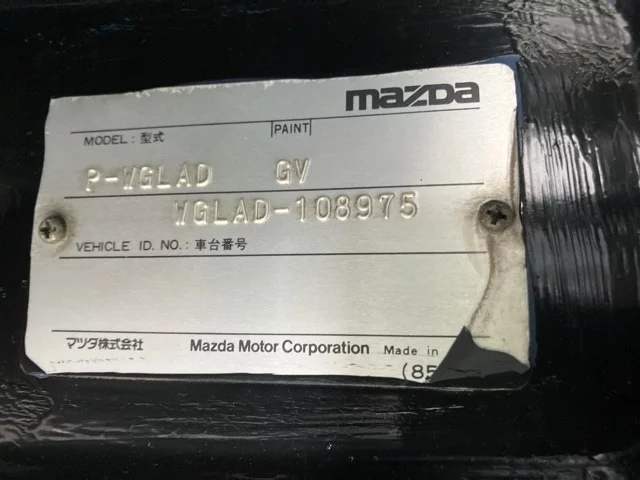 mazda
MODEL : 型式 PAINT
P-WGLAD GV
WGLAD-108975
VEHICLE ID. NO.: 車台番号
マツダ株式会社 Mazda Motor Corporation Made in
(85